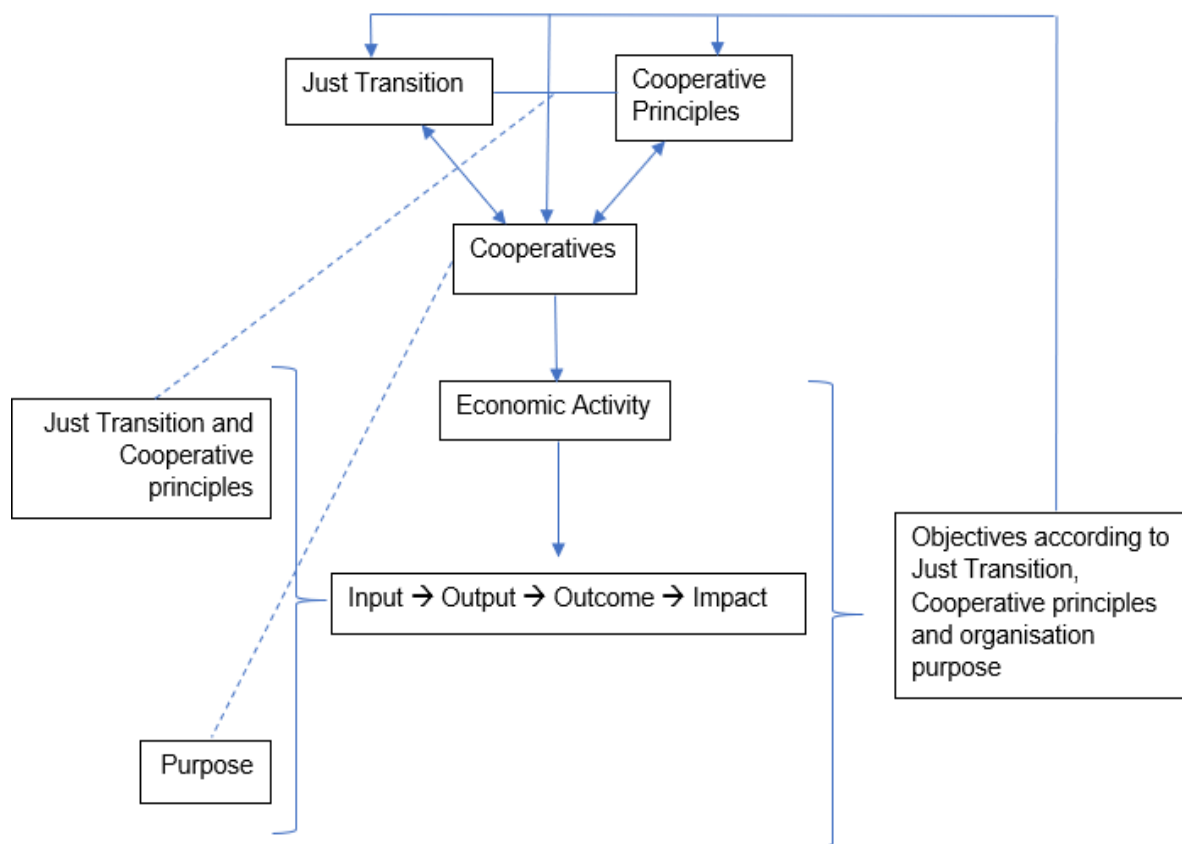 Just Transition
Cooperative
Principles
Cooperatives
Economic Activity
Just Transition and
Cooperative
principles
Input → Output → Outcome → Impact
Objectives according to
Just Transition,
Cooperative principles
and organisation
purpose
Purpose